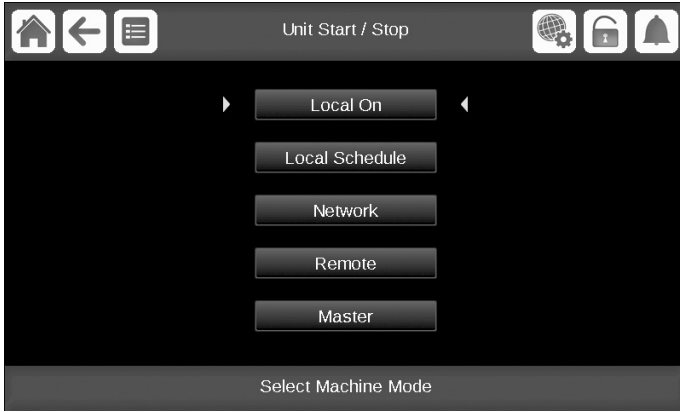 Unit Start / Stop
Local On
Local Schedule
Network
Remote
Master
Select Machine Mode